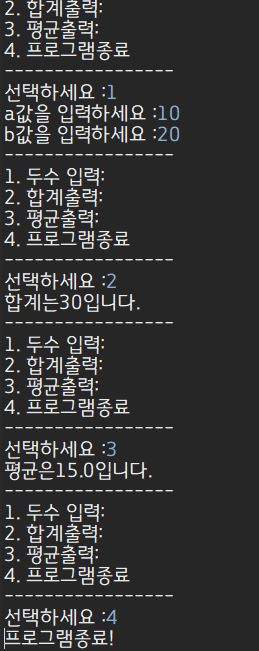 2. 합계출력:
3. 평균출력:
4. 프로그램종료
-----------------
선택하세요 :1
a값을 입력하세요 :10
b값을 입력하세요 :20
-----------------
1. 두수 입력:
2. 합계출력:
3. 평균출력:
4. 프로그램종료
-----------------
선택하세요 :2
합계는30입니다.
-----------------
1. 두수 입력:
2. 합계출력:
3. 평균출력:
4. 프로그램종료
-----------------
선택하세요 :3
평균은15.0입니다.
-----------------
1. 두수 입력:
2. 합계출력:
3. 평균출력:
4. 프로그램종료
-----------------
선택하세요 :4
프로그램종료!